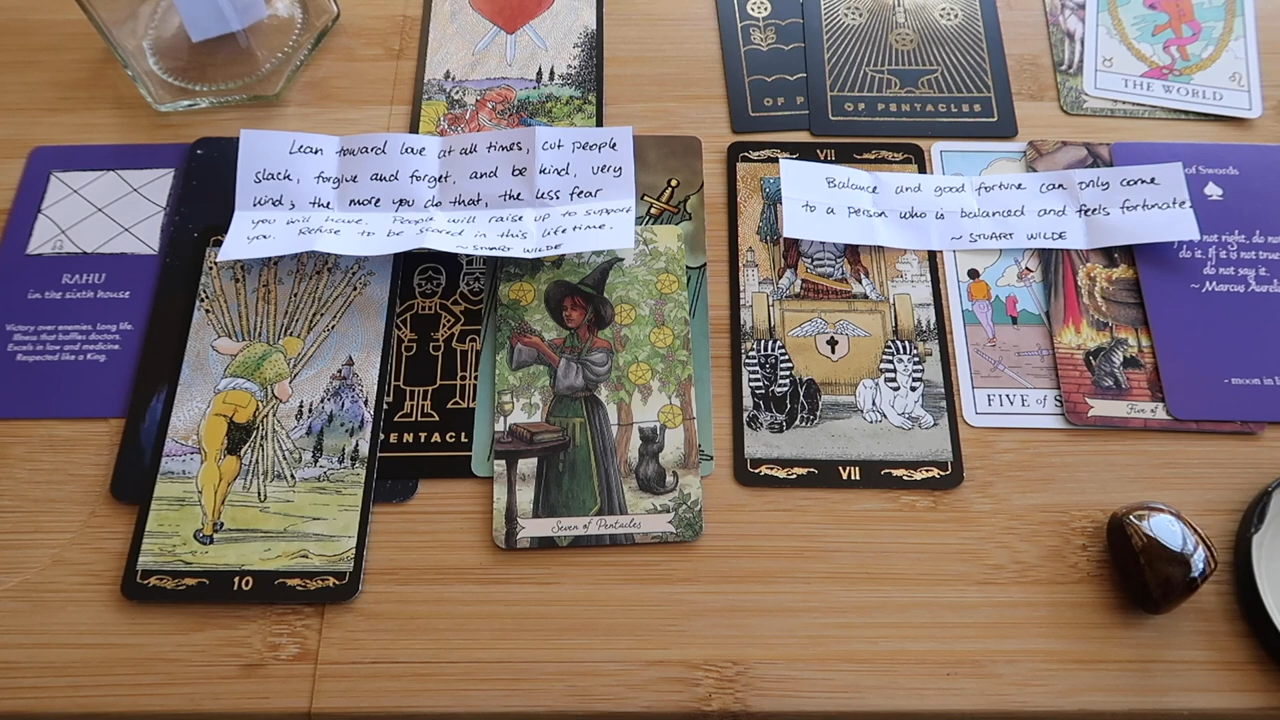 OF P
OF PENTACLES
THE WORLD
Lean toward love at all times, cut people
slack, forgive and forget, and be kind, very
kind; the more you do that, the less fear
you will have. People will raise up to support
you. Refuse to be scared in this lifetime.
~ STUART WILDE
VII
Balance and good fortune can only come
to a person who is balanced and feels fortunate.
~ STUART WILDE
of Swords
RAHU
in the sixth house
Victory over enemies. Long life.
Illness that baffles doctors.
Excels in law and medicine.
Respected like a King.
s not right, do no
do it. If it is not true
do not say it.
~ Marcus Aureli
- moon in li
PENTACL
FIVE of S
Five of
VII
Seven of Pentacles
10